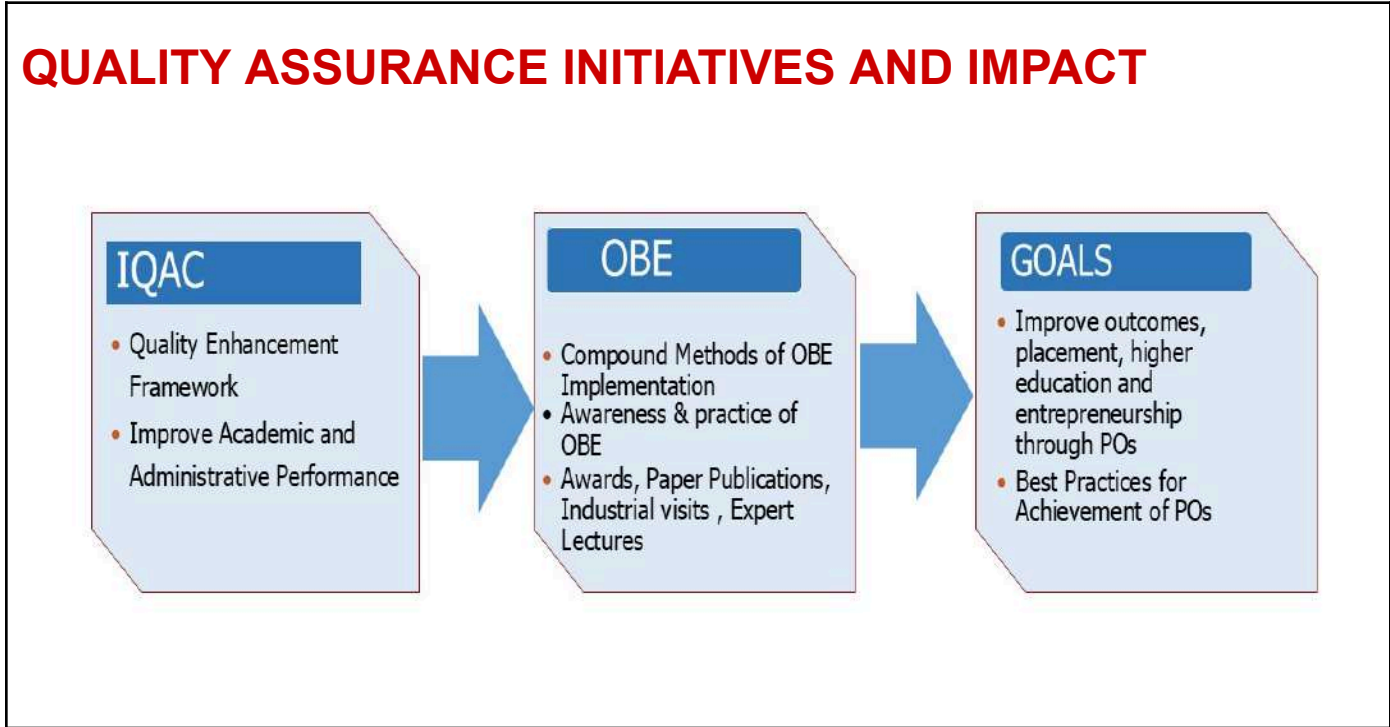 QUALITY ASSURANCE INITIATIVES AND IMPACT
IQAC
• Quality Enhancement
Framework
• Improve Academic and
Administrative Performance
OBE
• Compound Methods of OBE
Implementation
• Awareness & practice of
OBE
• Awards, Paper Publications,
Industrial visits , Expert
Lectures
GOALS
• Improve outcomes,
placement, higher
education and
entrepreneurship
through POs
• Best Practices for
Achievement of POs